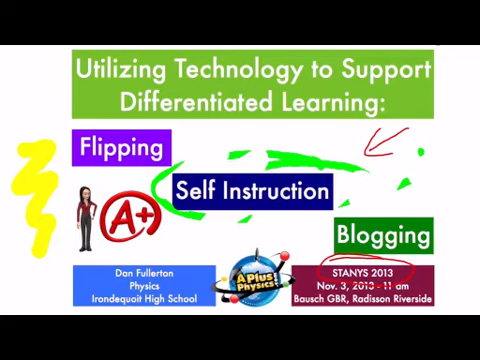 Utilizing Technology to Support
Differentiated Learning:
Flipping
Self Instruction
A+
Blogging
Dan Fullerton
Physics
Irondequoit High School
A Plus
Physics!
STANYS 2013
Nov. 3, 2013 - 11 am
Bausch GBR, Radisson Riverside